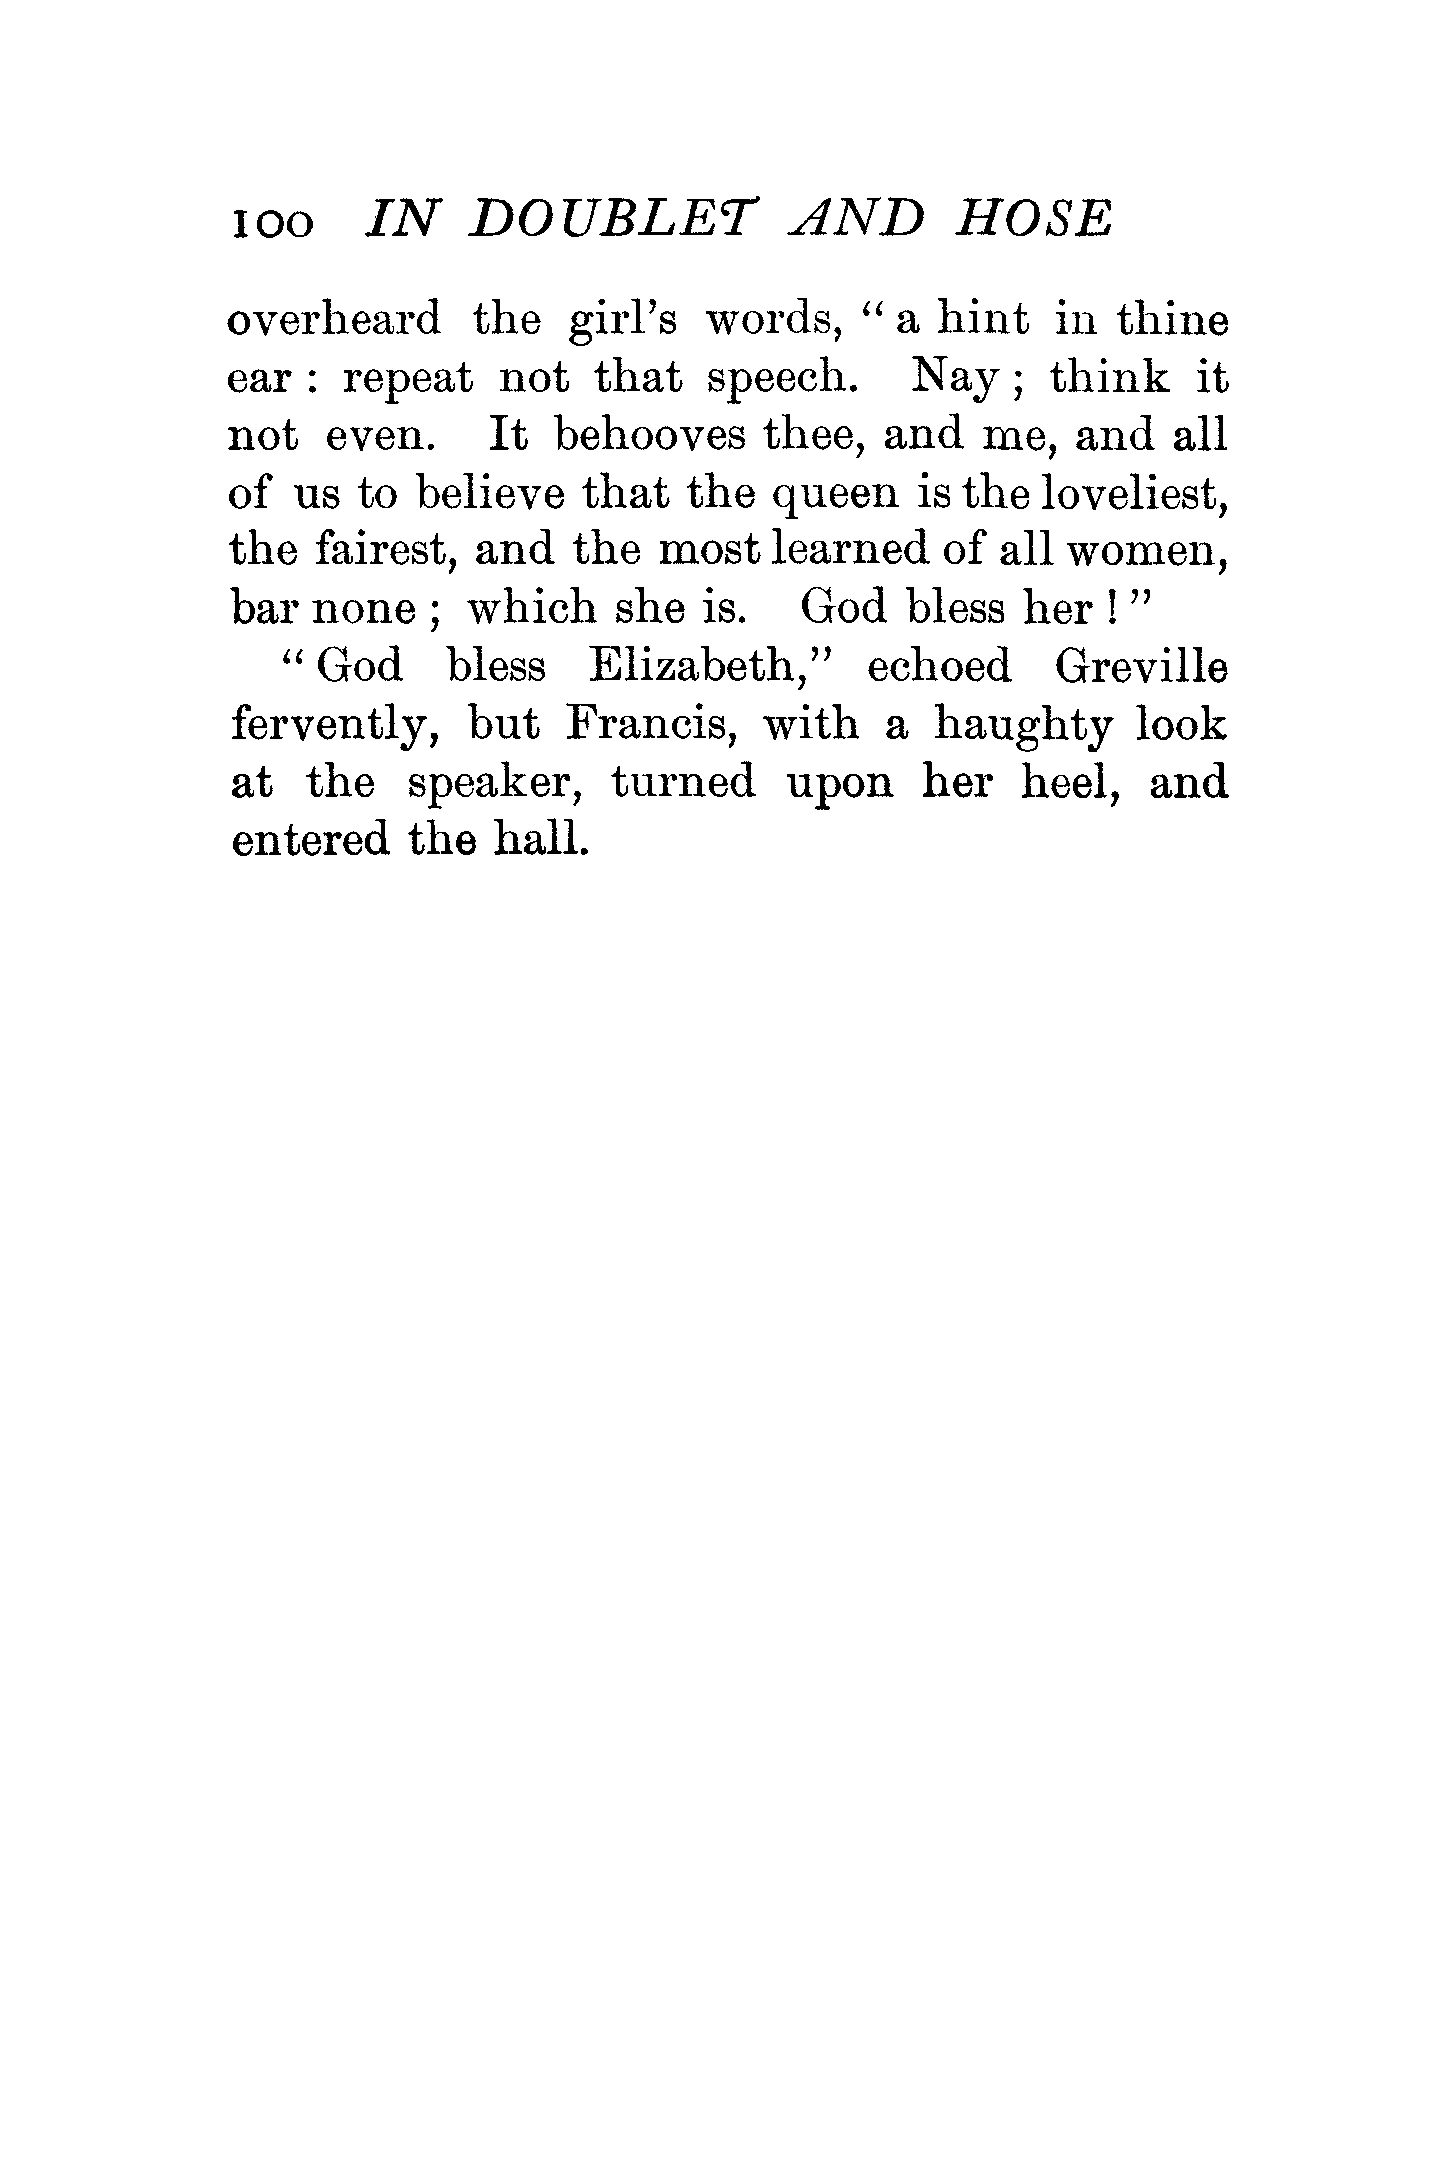 100 IN DOUBLET AND HOSE
overheard the girl's words, “ a hint in thine
ear : repeat not that speech. Nay ; think it
not even. It behooves thee, and me, and all
of us to believe that the queen is the loveliest,
the fairest, and the most learned of all women,
bar none ; which she is. God bless her ! ”
“ God bless Elizabeth,” echoed Greville
fervently, but Francis, with a haughty look
at the speaker, turned upon her heel, and
entered the hall.